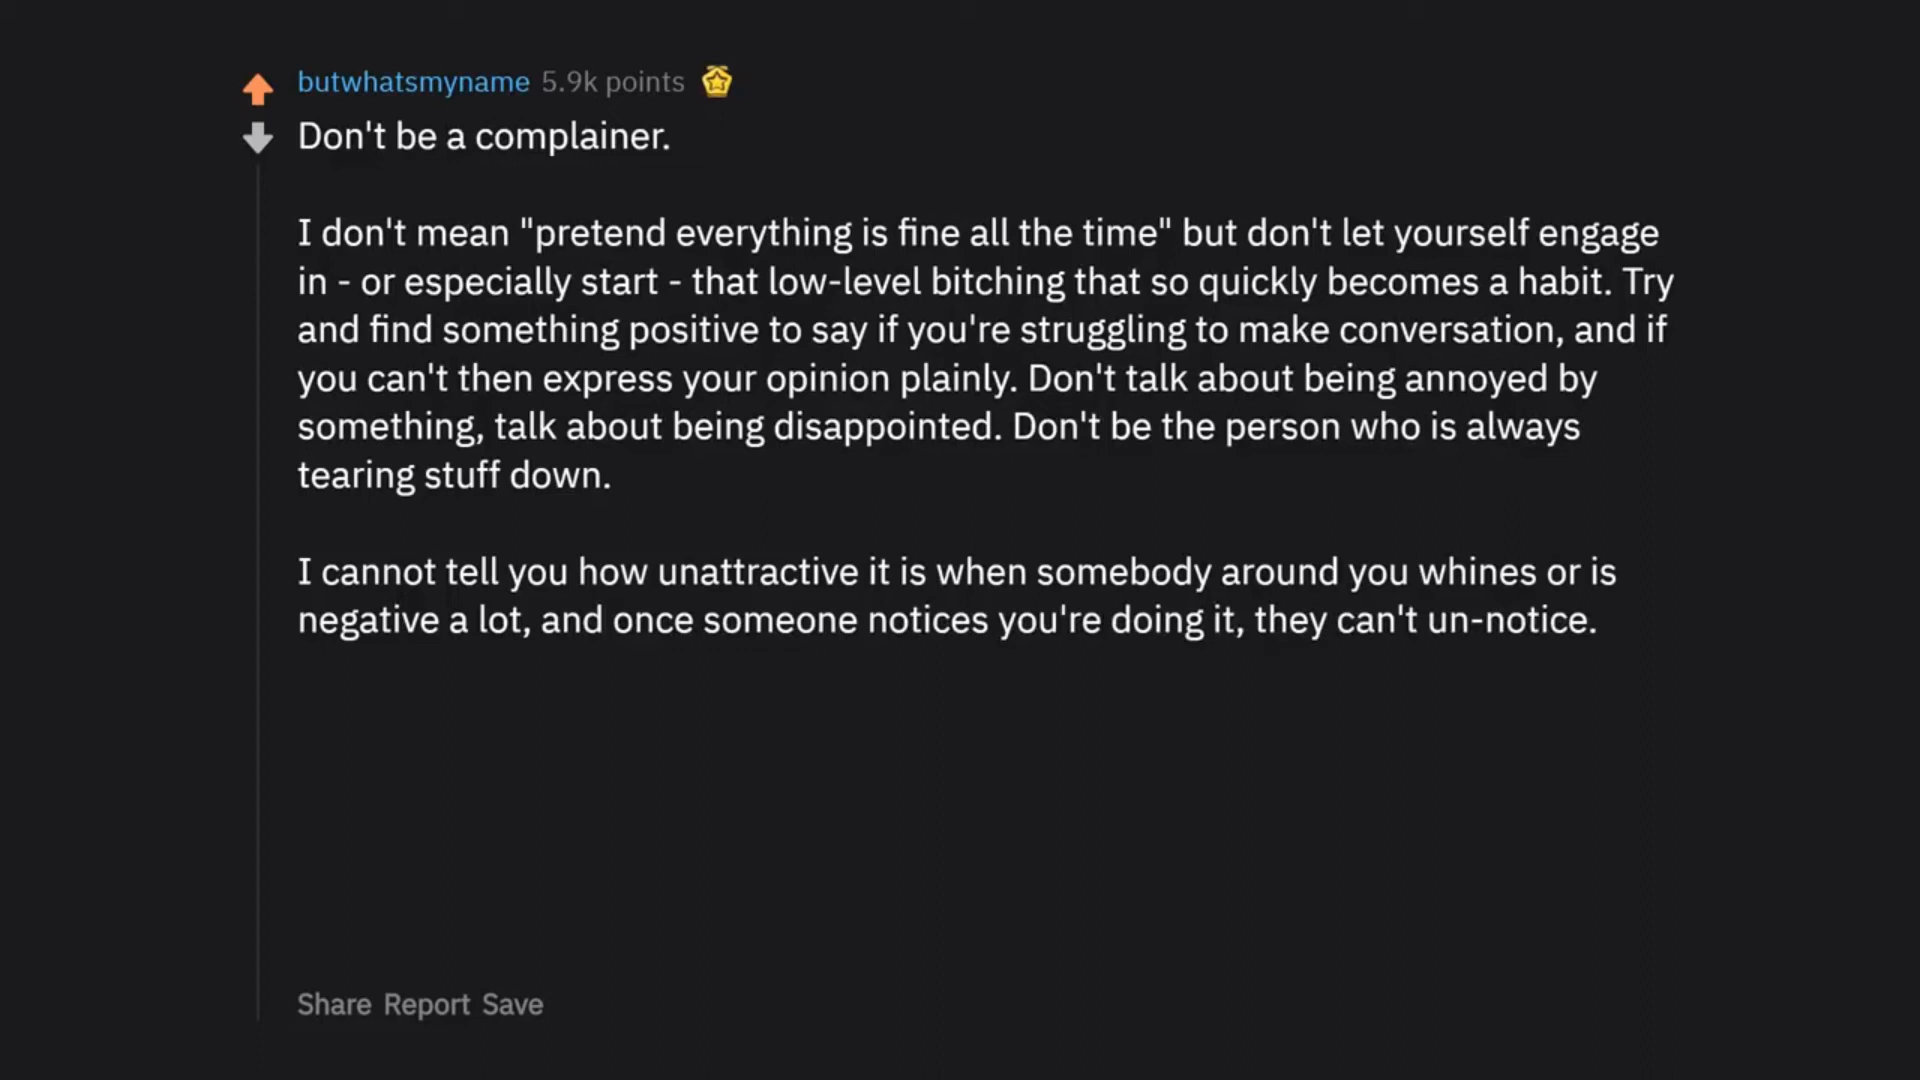 butwhatsmyname 5.9k points
Don't be a complainer.
I don't mean "pretend everything is fine all the time" but don't let yourself engage
in - or especially start - that low-level bitching that so quickly becomes a habit. Try
and find something positive to say if you're struggling to make conversation, and if
you can't then express your opinion plainly. Don't talk about being annoyed by
something, talk about being disappointed. Don't be the person who is always
tearing stuff down.
I cannot tell you how unattractive it is when somebody around you whines or is
negative a lot, and once someone notices you're doing it, they can't un-notice.
Share Report Save